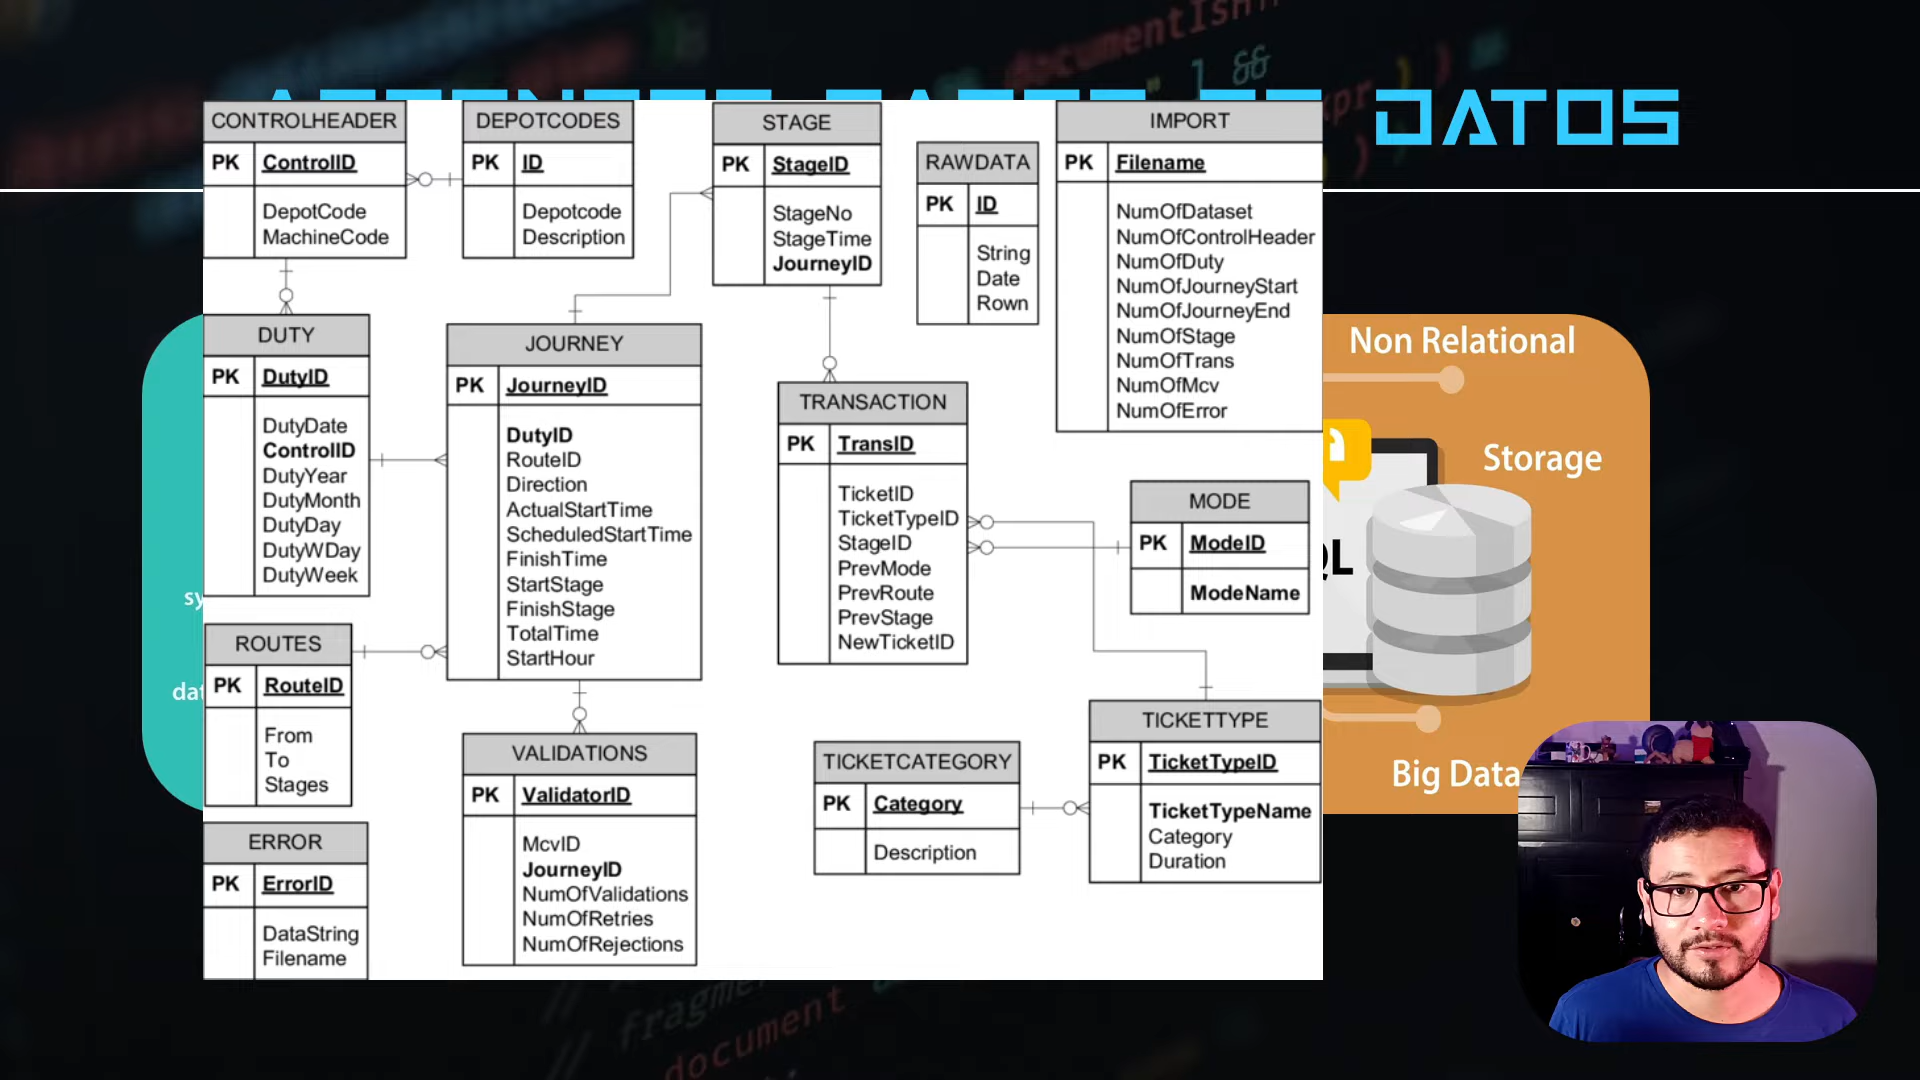 DATOS
CONTROLHEADER
PK ControlID
DepotCode
MachineCode
DEPOTCODES
PK ID
Depotcode
Description
STAGE
PK StageID
StageNo
StageTime
JourneyID
RAWDATA
PK ID
String
Date
Rown
IMPORT
PK Filename
NumOfDataset
NumOfControlHeader
NumOfDuty
NumOfJourneyStart
NumOfJourneyEnd
NumOfStage
NumOfTrans
NumOfMcv
NumOfError
DUTY
PK DutyID
DutyDate
ControlID
DutyYear
DutyMonth
DutyDay
DutyWDay
DutyWeek
JOURNEY
PK JourneyID
DutyID
RouteID
Direction
ActualStartTime
ScheduledStartTime
FinishTime
StartStage
FinishStage
TotalTime
StartHour
TRANSACTION
PK TransID
TicketID
TicketTypeID
StageID
PrevMode
PrevRoute
PrevStage
NewTicketID
MODE
PK ModeID
ModeName
Non Relational
Storage
QL
Big Data
ROUTES
PK RouteID
From
To
Stages
VALIDATIONS
PK ValidatorID
McvID
JourneyID
NumOfValidations
NumOfRetries
NumOfRejections
TICKETCATEGORY
PK Category
Description
TICKETTYPE
PK TicketTypeID
TicketTypeName
Category
Duration
ERROR
PK ErrorID
DataString
Filename
sy
dat
" ] &&
document